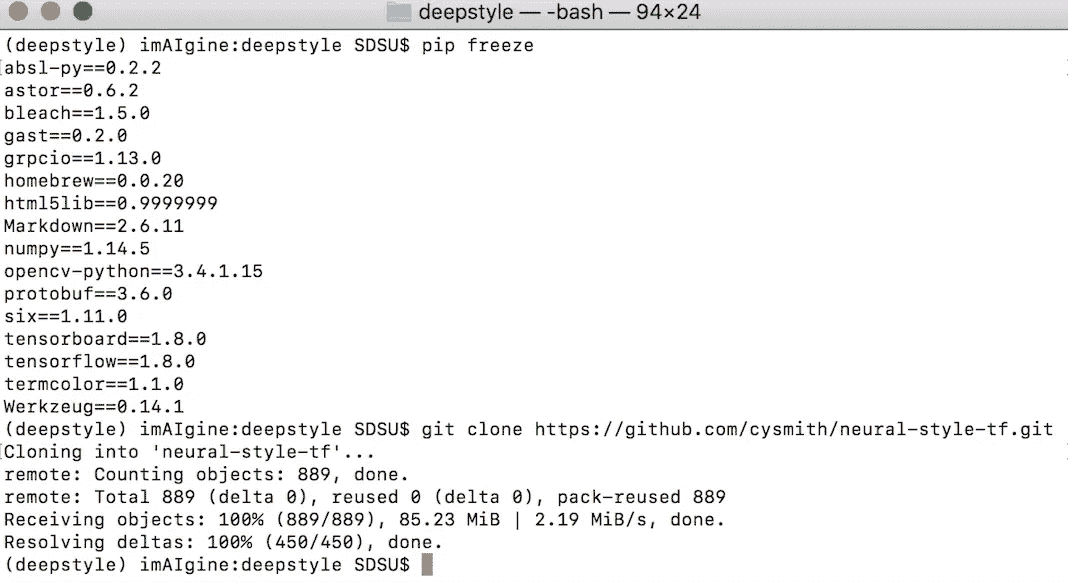 deepstyle — -bash — 94×24
(deepstyle) imAIgine:deepstyle SDSU$ pip freeze
absl-py==0.2.2
astor==0.6.2
bleach==1.5.0
gast==0.2.0
grpcio==1.13.0
homebrew==0.0.20
html5lib==0.9999999
Markdown==2.6.11
numpy==1.14.5
opencv-python==3.4.1.15
protobuf==3.6.0
six==1.11.0
tensorboard==1.8.0
tensorflow==1.8.0
termcolor==1.1.0
Werkzeug==0.14.1
(deepstyle) imAIgine:deepstyle SDSU$ git clone https://github.com/cysmith/neural-style-tf.git
Cloning into 'neural-style-tf'...
remote: Counting objects: 889, done.
remote: Total 889 (delta 0), reused 0 (delta 0), pack-reused 889
Receiving objects: 100% (889/889), 85.23 MiB | 2.19 MiB/s, done.
Resolving deltas: 100% (450/450), done.
(deepstyle) imAIgine:deepstyle SDSU$